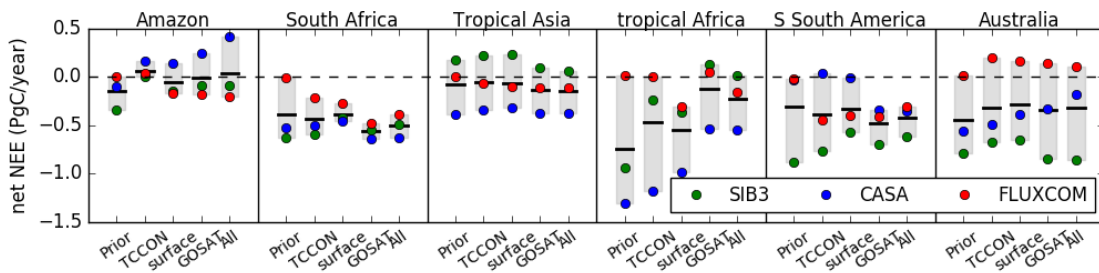 Amazon South Africa Tropical Asia tropical Africa S South America Australia
net NEE (PgC/year)
0.5
0.0
−0.5
−1.0
−1.5
SIB3 CASA FLUXCOM
Prior TCCON surface GOSAT All Prior TCCON surface GOSAT All Prior TCCON surface GOSAT All Prior TCCON surface GOSAT All Prior TCCON surface GOSAT All Prior TCCON surface GOSAT All